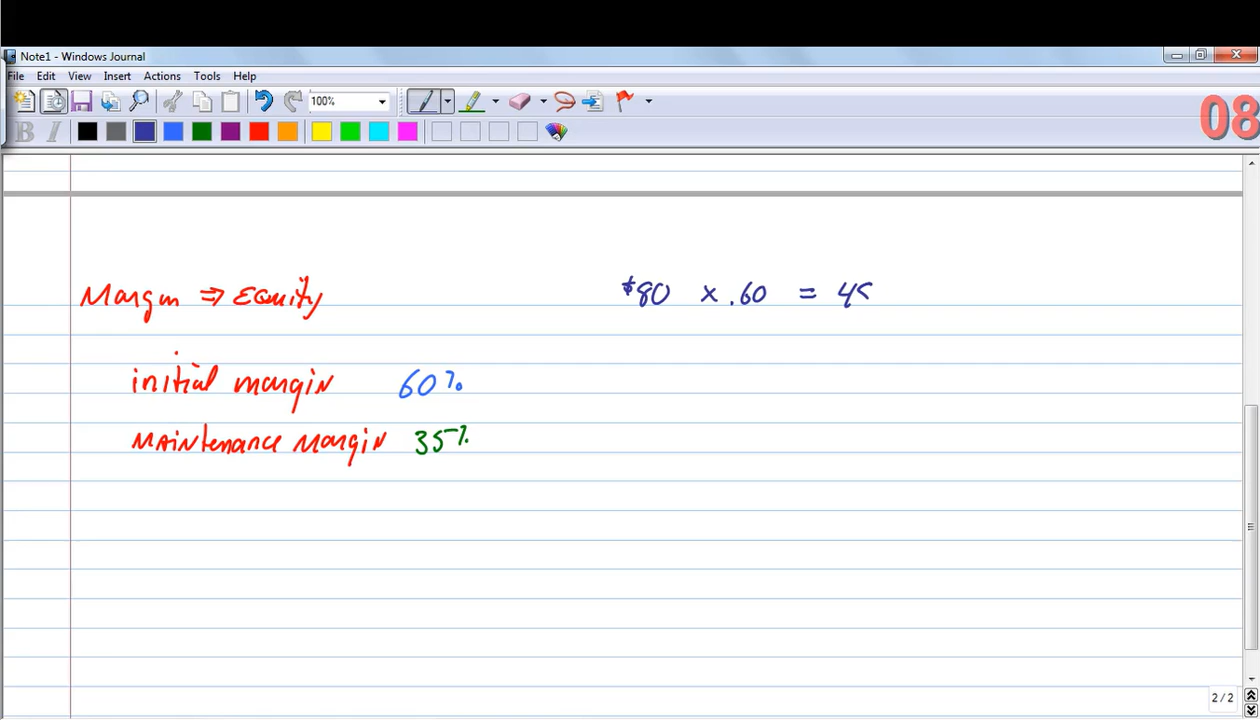 Note1 - Windows Journal
File Edit View Insert Actions Tools Help
100%
B I
08
Margin ⇒ Equity
$80 x .60 = 4
initial margin 60%
Maintenance margin 35%
2 / 2